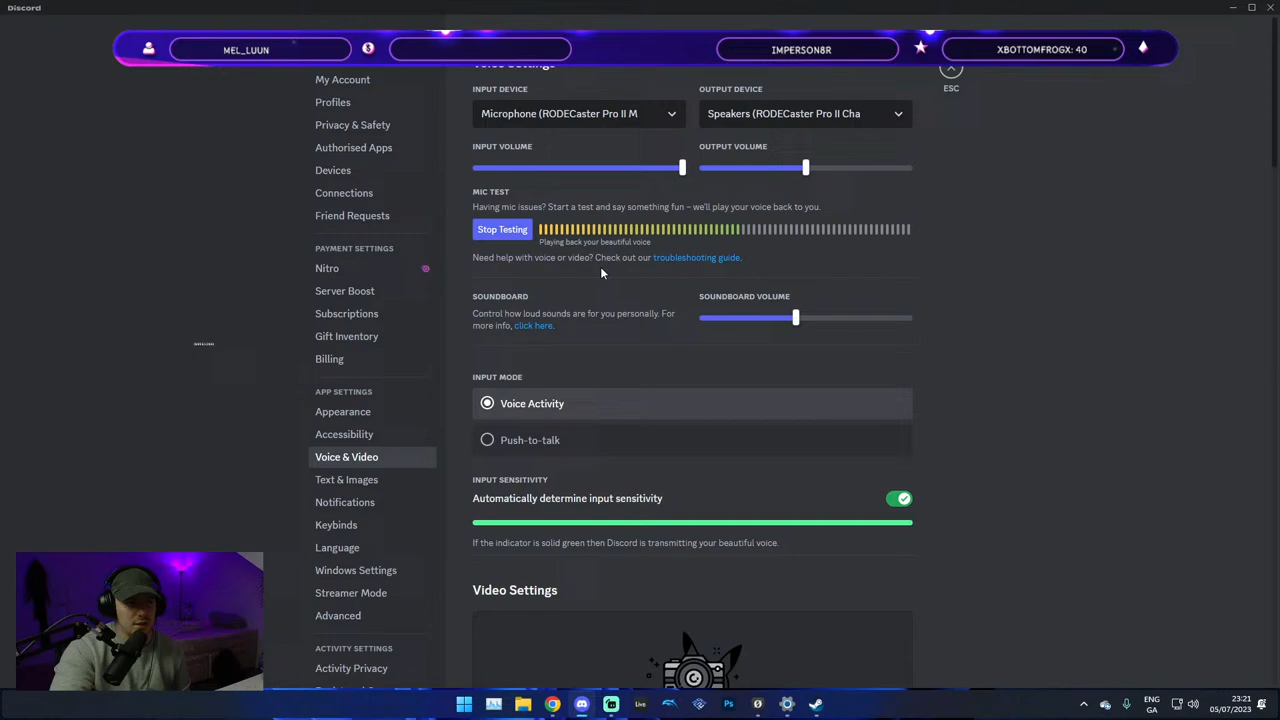 Discord
MEL_LUUN
IMPERSON8R
XBOTTOMFROGX: 40
My Account
Profiles
Privacy & Safety
Authorised Apps
Devices
Connections
Friend Requests
PAYMENT SETTINGS
Nitro
Server Boost
Subscriptions
Gift Inventory
Billing
APP SETTINGS
Appearance
Accessibility
Voice & Video
Text & Images
Notifications
Keybinds
Language
Windows Settings
Streamer Mode
Advanced
ACTIVITY SETTINGS
Activity Privacy
Voice Settings
ESC
INPUT DEVICE
OUTPUT DEVICE
Microphone (RODECaster Pro II M
Speakers (RODECaster Pro II Cha
INPUT VOLUME
OUTPUT VOLUME
MIC TEST
Having mic issues? Start a test and say something fun – we'll play your voice back to you.
Stop Testing
Playing back your beautiful voice
Need help with voice or video? Check out our troubleshooting guide.
SOUNDBOARD
SOUNDBOARD VOLUME
Control how loud sounds are for you personally. For
more info, click here.
INPUT MODE
Voice Activity
Push-to-talk
INPUT SENSITIVITY
Automatically determine input sensitivity
If the indicator is solid green then Discord is transmitting your beautiful voice.
Video Settings
Live
Ps
ENG
GA
23:21
05/07/2023